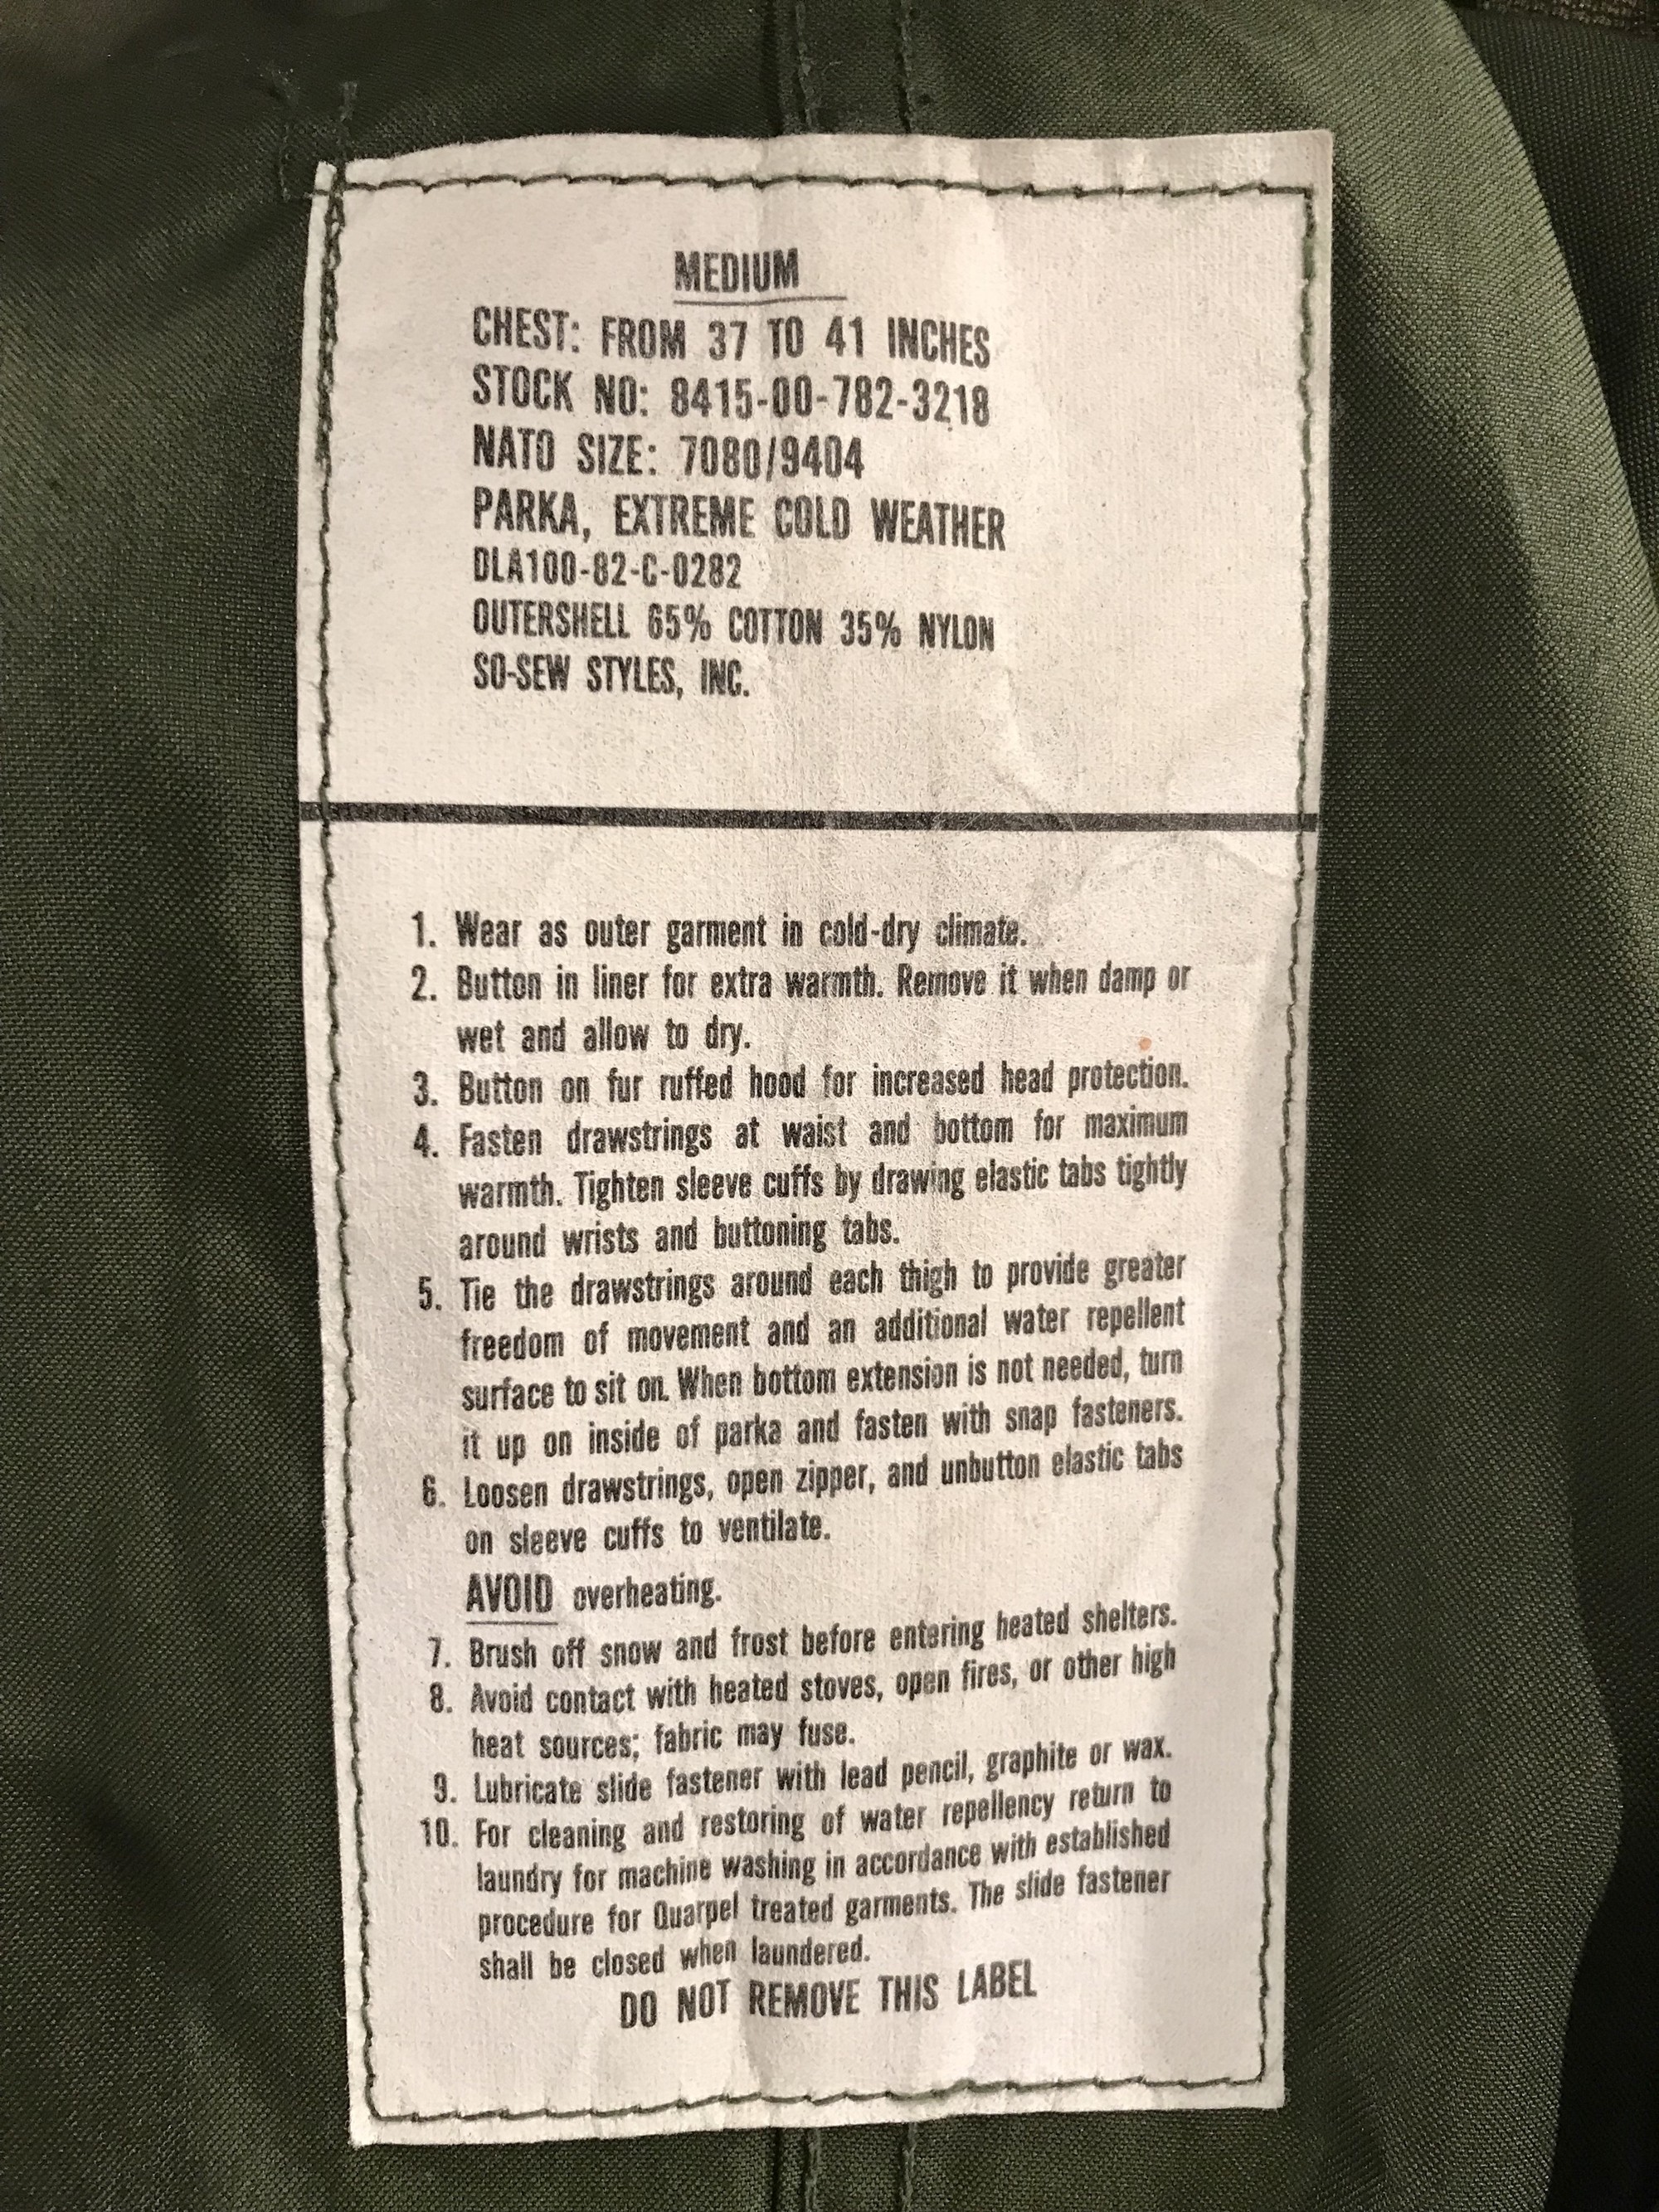 MEDIUM
CHEST: FROM 37 TO 41 INCHES
STOCK NO: 8415-00-782-3218
NATO SIZE: 7080/9404
PARKA, EXTREME COLD WEATHER
DLA100-82-C-0282
OUTERSHELL 65% COTTON 35% NYLON
SO-SEW STYLES, INC.
1. Wear as outer garment in cold-dry climate.
2. Button in liner for extra warmth. Remove it when damp or
wet and allow to dry.
3. Button on fur ruffed hood for increased head protection.
4. Fasten drawstrings at waist and bottom for maximum
warmth. Tighten sleeve cuffs by drawing elastic tabs tightly
around wrists and buttoning tabs.
5. Tie the drawstrings around each thigh to provide greater
freedom of movement and an additional water repellent
surface to sit on. When bottom extension is not needed, turn
it up on inside of parka and fasten with snap fasteners.
6. Loosen drawstrings, open zipper, and unbutton elastic tabs
on sleeve cuffs to ventilate.
AVOID overheating.
7. Brush off snow and frost before entering heated shelters.
8. Avoid contact with heated stoves, open fires, or other high
heat sources; fabric may fuse.
9. Lubricate slide fastener with lead pencil, graphite or wax.
10. For cleaning and restoring of water repellency return to
laundry for machine washing in accordance with established
procedure for Quarpel treated garments. The slide fastener
shall be closed when laundered.
DO NOT REMOVE THIS LABEL